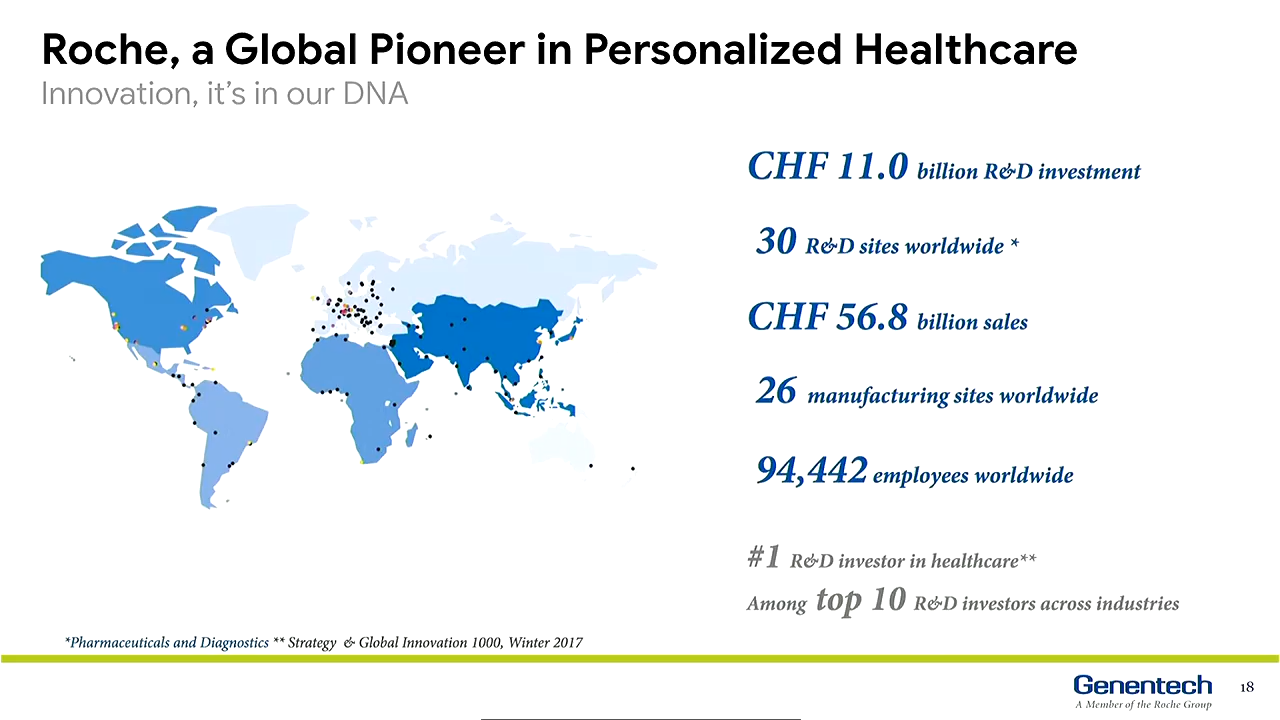 Roche, a Global Pioneer in Personalized Healthcare
Innovation, it's in our DNA
CHF 11.0 billion R&D investment
30 R&D sites worldwide *
CHF 56.8 billion sales
26 manufacturing sites worldwide
94,442 employees worldwide
#1 R&D investor in healthcare**
Among top 10 R&D investors across industries
*Pharmaceuticals and Diagnostics ** Strategy & Global Innovation 1000, Winter 2017
Genentech
A Member of the Roche Group
18